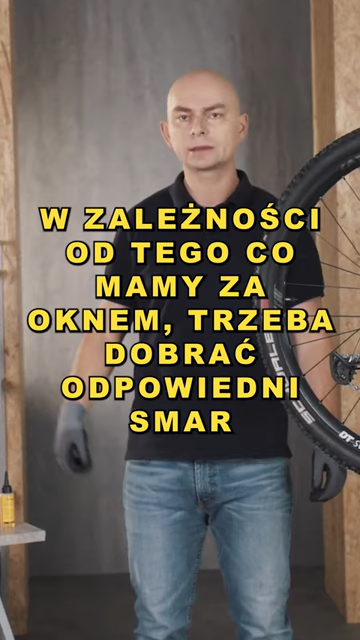 W ZALEŻNOŚCI
OD TEGO CO
MAMY ZA
OKNEM, TRZEBA
DOBRAĆ
ODPOWIEDNI
SMAR